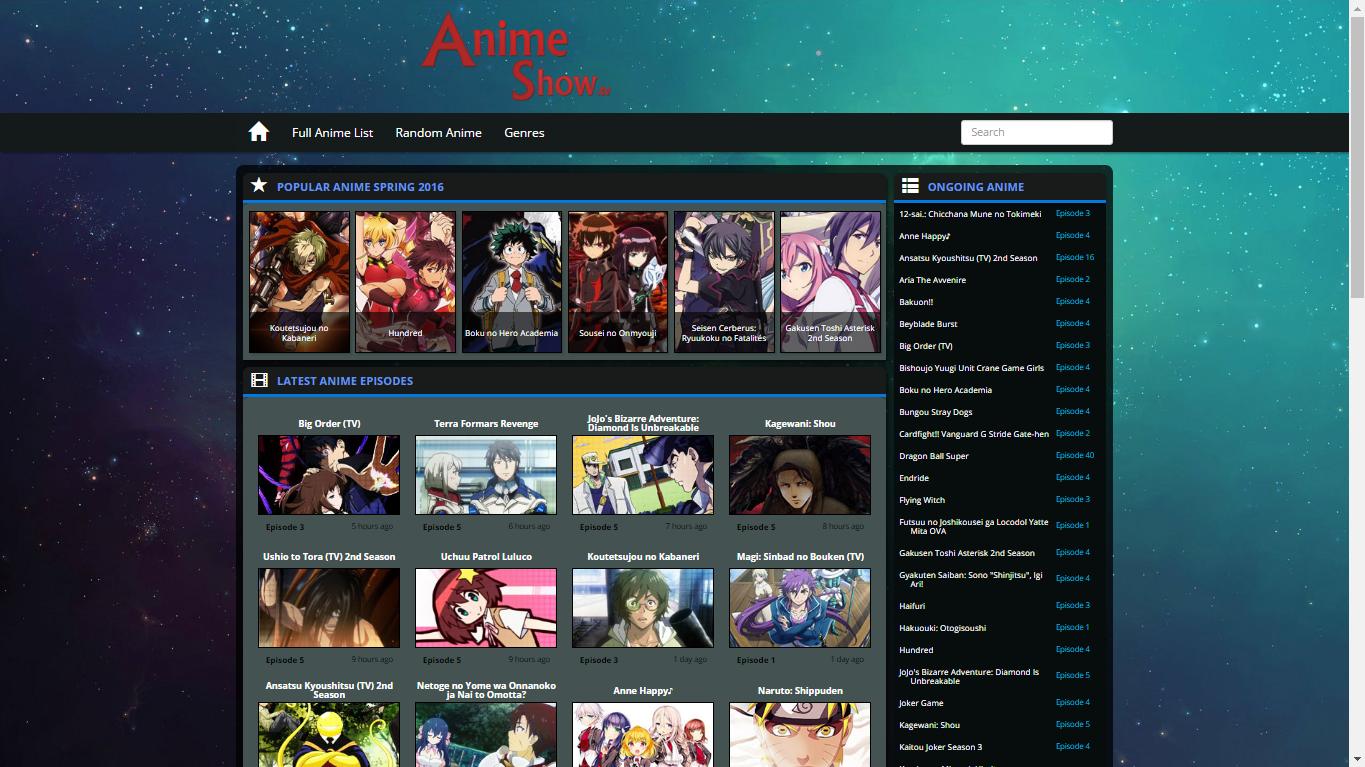 Anime
Show
Full Anime List
Random Anime
Genres
Search
POPULAR ANIME SPRING 2016
Koutetsujou no
Kabaneri
Hundred
Boku no Hero Academia
Sousei no Onmyouji
Seisen Cerberus:
Ryuukoku no Fatalités
Gakusen Toshi Asterisk
2nd Season
LATEST ANIME EPISODES
Big Order (TV)
Episode 3
5 hours ago
Terra Formars Revenge
Episode 5
6 hours ago
JoJo's Bizarre Adventure:
Diamond Is Unbreakable
Episode 5
7 hours ago
Kagewani: Shou
Episode 5
8 hours ago
Ushio to Tora (TV) 2nd Season
Episode 5
9 hours ago
Uchuu Patrol Luluco
Episode 5
9 hours ago
Koutetsujou no Kabaneri
Episode 3
1 day ago
Magi: Sinbad no Bouken (TV)
Episode 1
1 day ago
Ansatsu Kyoushitsu (TV) 2nd
Season
Netoge no Yome wa Onnanoko
ja Nai to Omotta?
Anne Happy♪
Naruto: Shippuden
ONGOING ANIME
12-sai.: Chicchana Mune no Tokimeki
Episode 3
Anne Happy♪
Episode 4
Ansatsu Kyoushitsu (TV) 2nd Season
Episode 16
Aria The Avvenire
Episode 2
Bakuon!!
Episode 4
Beyblade Burst
Episode 4
Big Order (TV)
Episode 3
Bishoujo Yuugi Unit Crane Game Girls
Episode 4
Boku no Hero Academia
Episode 4
Bungou Stray Dogs
Episode 4
Cardfight!! Vanguard G Stride Gate-hen
Episode 2
Dragon Ball Super
Episode 40
Endride
Episode 4
Flying Witch
Episode 3
Futsuu no Joshikousei ga Locodol Yatte
Mita OVA
Episode 1
Gakusen Toshi Asterisk 2nd Season
Episode 4
Gyakuten Saiban: Sono "Shinjitsu", Igi
Ari!
Episode 4
Haifuri
Episode 3
Hakuouki: Otogisoushi
Episode 1
Hundred
Episode 4
JoJo's Bizarre Adventure: Diamond Is
Unbreakable
Episode 5
Joker Game
Episode 4
Kagewani: Shou
Episode 5
Kaitou Joker Season 3
Episode 4